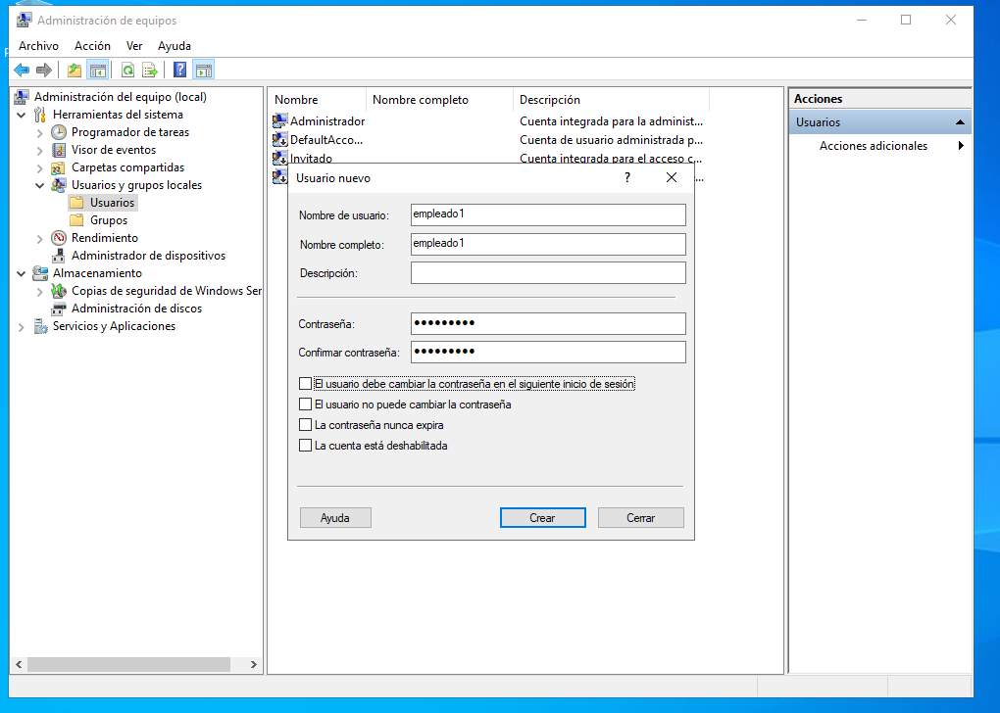 Administración de equipos
Archivo Acción Ver Ayuda
Administración del equipo (local)
Herramientas del sistema
Programador de tareas
Visor de eventos
Carpetas compartidas
Usuarios y grupos locales
Usuarios
Grupos
Rendimiento
Administrador de dispositivos
Almacenamiento
Copias de seguridad de Windows Ser
Administración de discos
Servicios y Aplicaciones
Nombre Nombre completo Descripción
Administrador Cuenta integrada para la administ...
DefaultAcco... Cuenta de usuario administrada p...
Invitado Cuenta integrada para el acceso c...
...
Usuario nuevo ?
Nombre de usuario: empleado1
Nombre completo: empleado1
Descripción:
Contraseña: •••••••••
Confirmar contraseña: •••••••••
El usuario debe cambiar la contraseña en el siguiente inicio de sesión
El usuario no puede cambiar la contraseña
La contraseña nunca expira
La cuenta está deshabilitada
Ayuda Crear Cerrar
Acciones
Usuarios
Acciones adicionales